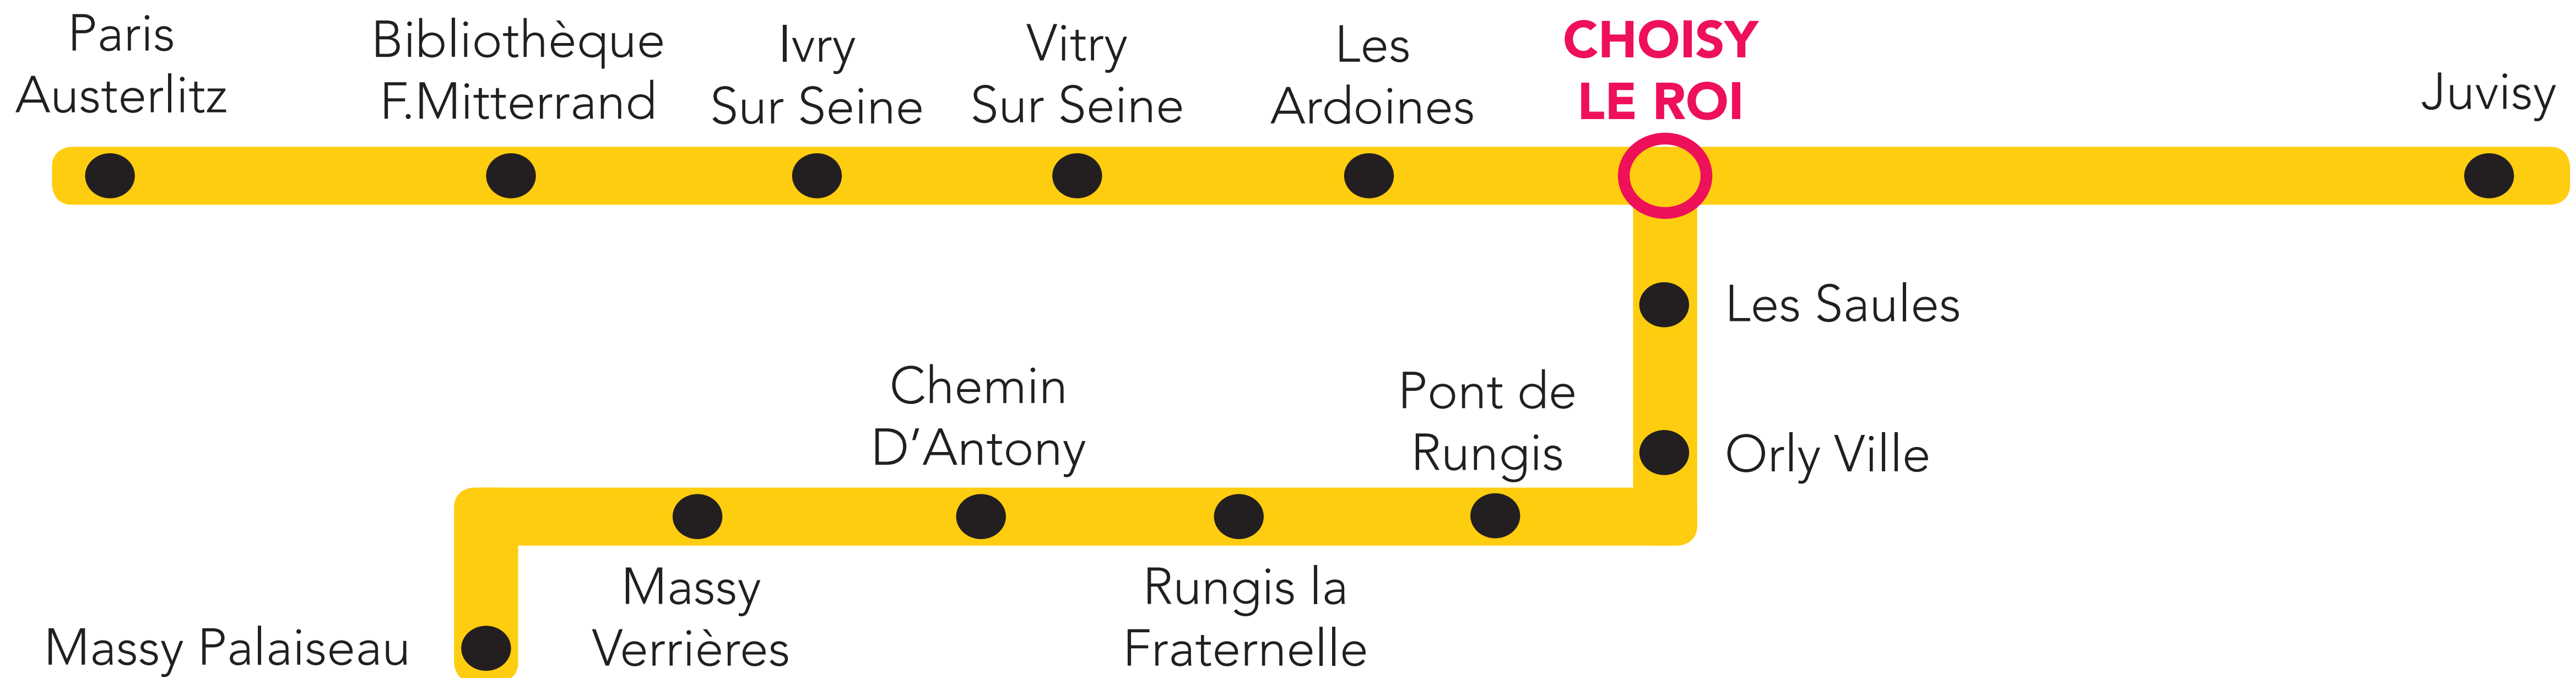 Paris
Austerlitz
Bibliothèque
F.Mitterrand
Ivry
Sur Seine
Vitry
Sur Seine
Les
Ardoines
CHOISY
LE ROI
Juvisy
Les Saules
Orly Ville
Pont de
Rungis
Chemin
D’Antony
Rungis la
Fraternelle
Massy
Verrières
Massy Palaiseau